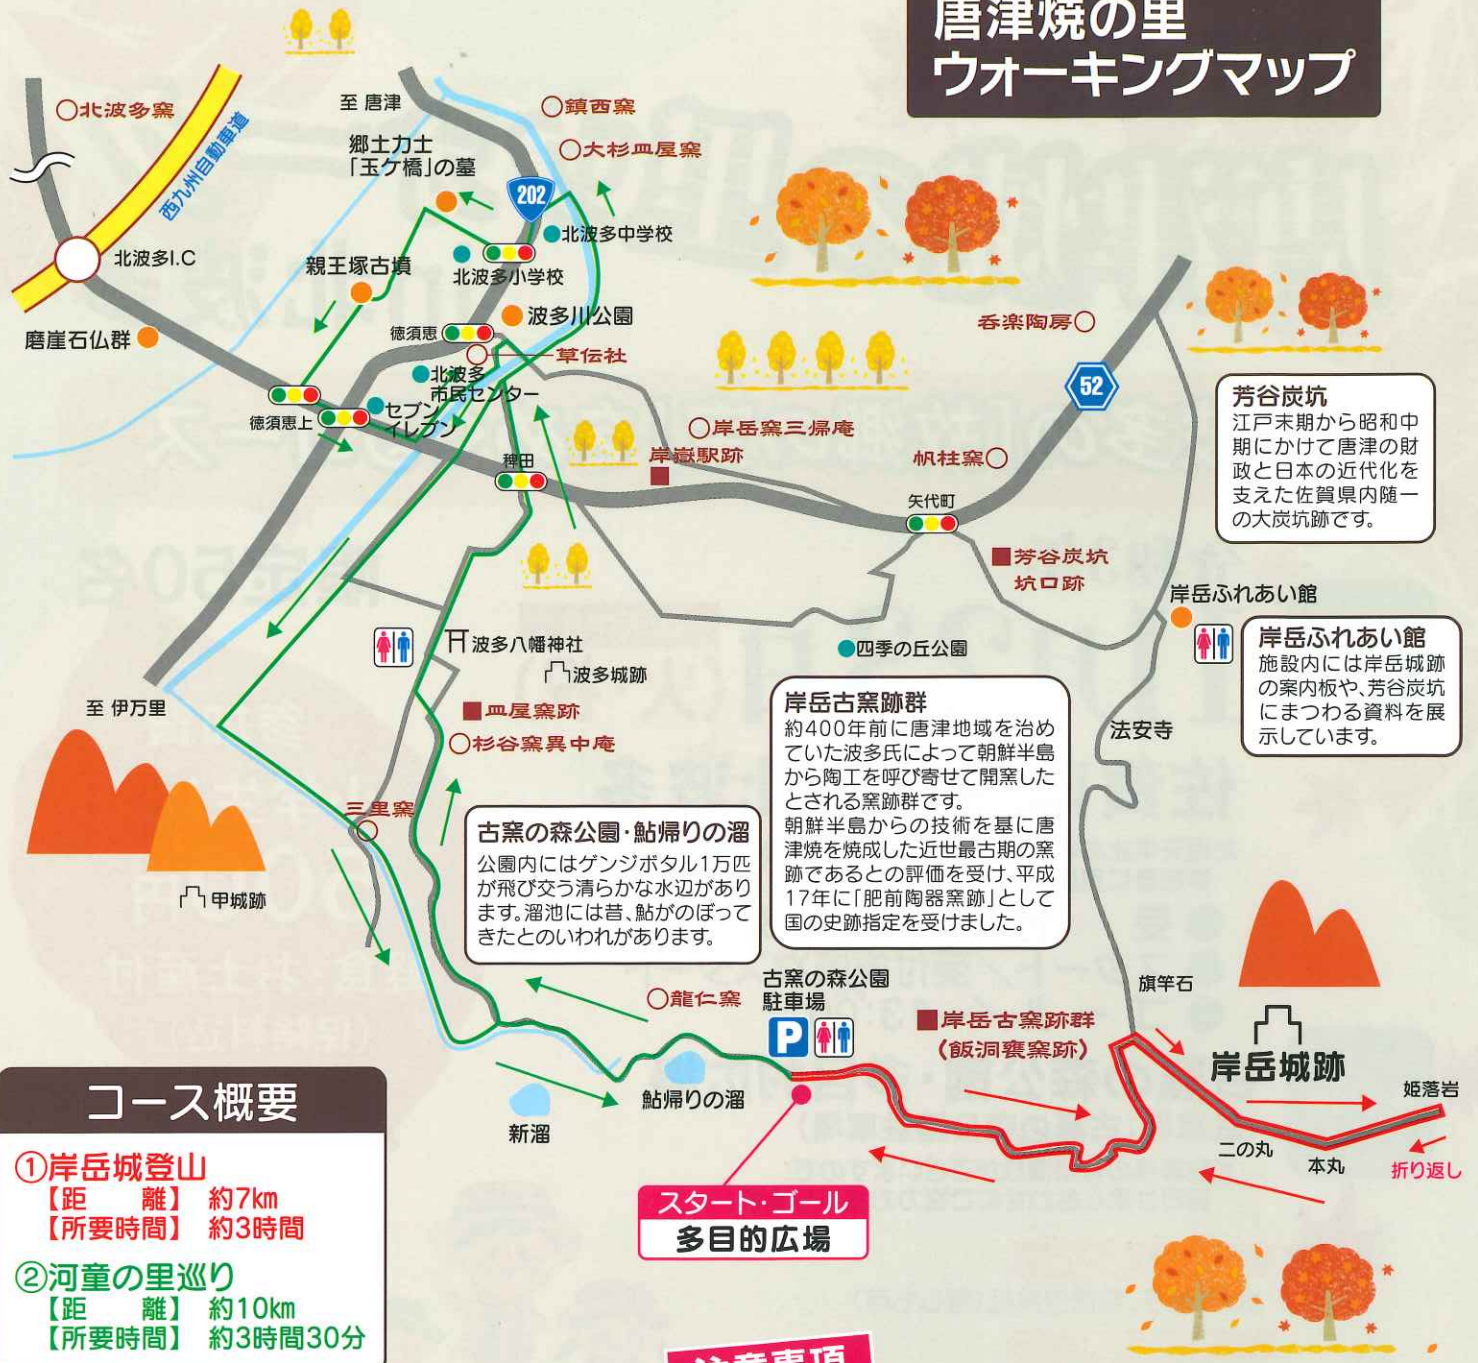 唐津焼の里
ウォーキングマップ
北波多窯
西九州自動車道
至 唐津
鎮西窯
大杉皿屋窯
郷土力士
「玉ケ橋」の墓
202
北波多中学校
北波多小学校
北波多I.C
親王塚古墳
磨崖石仏群
徳須恵
波多川公園
草伝社
北波多
市民センター
徳須恵上
セブン
イレブン
稗田
呑楽陶房
52
岸岳窯三帰庵
岸嶽駅跡
帆柱窯
矢代町
芳谷炭坑
坑口跡
芳谷炭坑
江戸末期から昭和中
期にかけて唐津の財
政と日本の近代化を
支えた佐賀県内随一
の大炭坑跡です。
岸岳ふれあい館
岸岳ふれあい館
施設内には岸岳城跡
の案内板や、芳谷炭坑
にまつわる資料を展
示しています。
四季の丘公園
波多八幡神社
波多城跡
至 伊万里
皿屋窯跡
杉谷窯異中庵
三里窯
甲城跡
法安寺
岸岳古窯跡群
約400年前に唐津地域を治め
ていた波多氏によって朝鮮半島
から陶工を呼び寄せて開窯した
とされる窯跡群です。
朝鮮半島からの技術を基に唐
津焼を焼成した近世最古期の窯
跡であるとの評価を受け、平成
17年に「肥前陶器窯跡」として
国の史跡指定を受けました。
古窯の森公園・鮎帰りの溜
公園内にはゲンジボタル1万匹
が飛び交う清らかな水辺があり
ます。溜池には昔、鮎がのぼって
きたとのいわれがあります。
龍仁窯
古窯の森公園
駐車場
P
岸岳古窯跡群
(飯洞甕窯跡)
旗竿石
岸岳城跡
姫落岩
二の丸
本丸
折り返し
新溜
鮎帰りの溜
スタート・ゴール
多目的広場
コース概要
①岸岳城登山
【距 離】 約7km
【所要時間】 約3時間
②河童の里巡り
【距 離】 約10km
【所要時間】 約3時間30分
注意事項